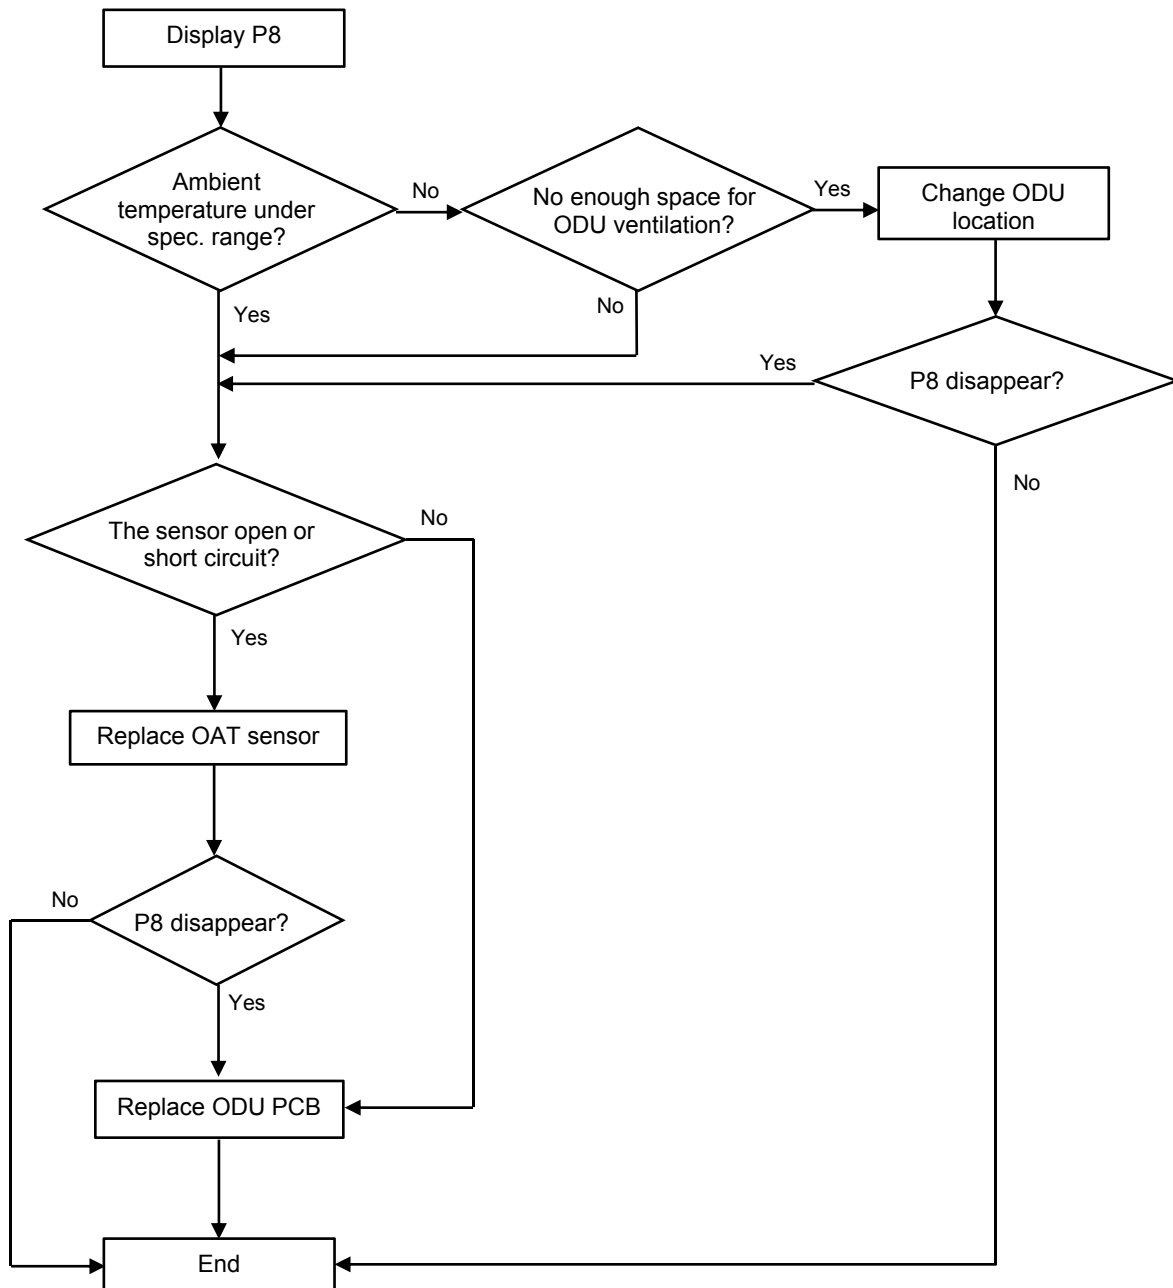 Display P8
Ambient
temperature under
spec. range?
No
No enough space for
ODU ventilation?
Yes
Change ODU
location
Yes
No
Yes
P8 disappear?
No
The sensor open or
short circuit?
No
Yes
Replace OAT sensor
No
P8 disappear?
Yes
Replace ODU PCB
End